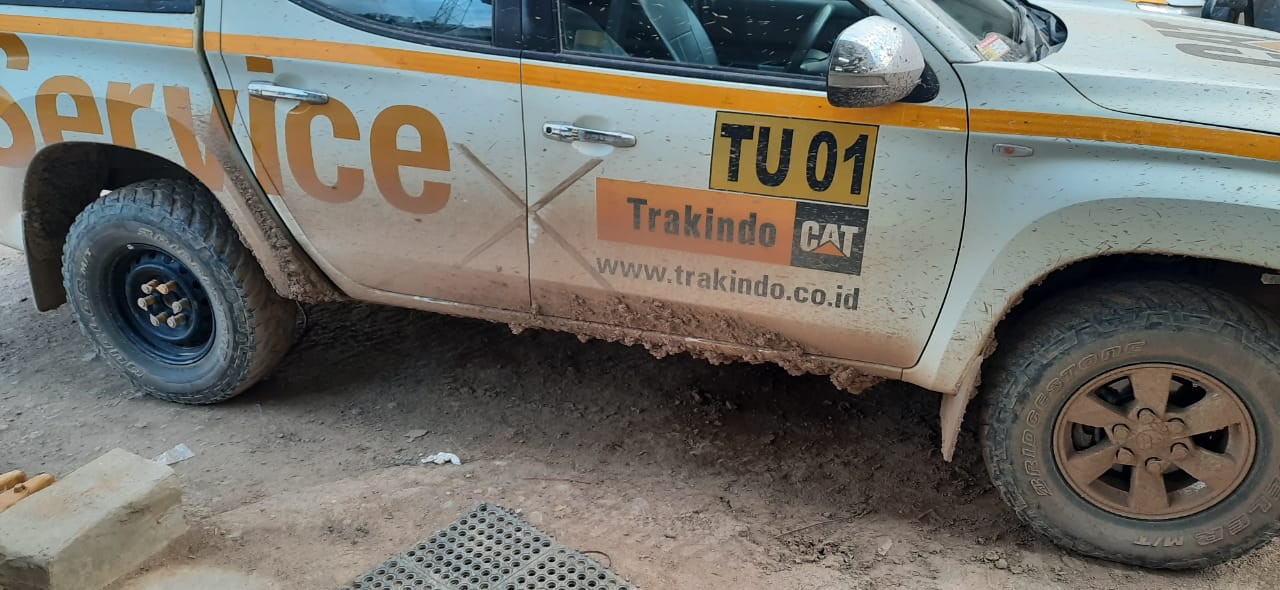 Service
TU 01
Trakindo CAT
www.trakindo.co.id
BRIDGESTONE
M/T